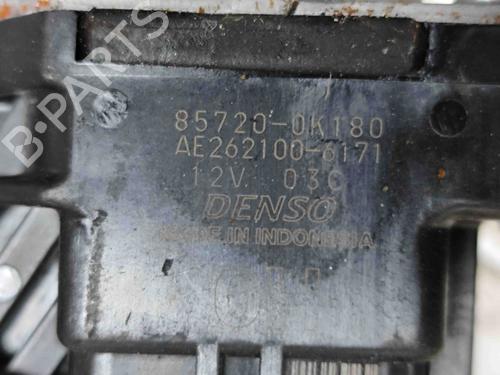 B-PARTS
85720-0K180
AE262100-6171
12V 03C
DENSO
MADE IN INDONESIA